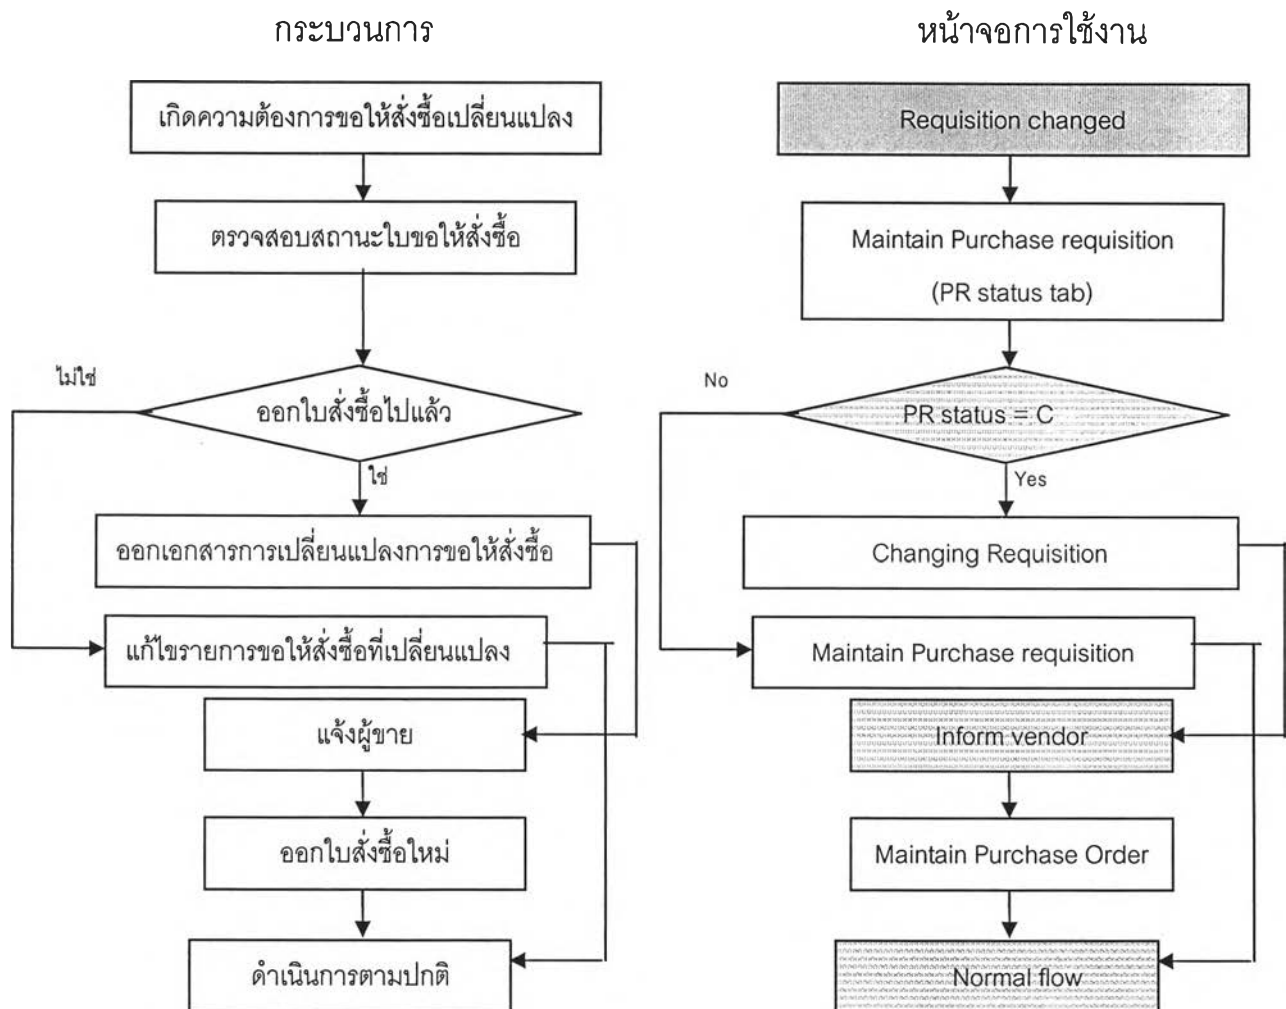 กระบวนการ
เกิดความต้องการขอให้สั่งซื้อเปลี่ยนแปลง
ตรวจสอบสถานะใบขอให้สั่งซื้อ
ไม่ใช่
ออกใบสั่งซื้อไปแล้ว
ใช่
ออกเอกสารการเปลี่ยนแปลงการขอให้สั่งซื้อ
แก้ไขรายการขอให้สั่งซื้อที่เปลี่ยนแปลง
แจ้งผู้ขาย
ออกใบสั่งซื้อใหม่
ดำเนินการตามปกติ
หน้าจอการใช้งาน
Requisition changed
Maintain Purchase requisition
(PR status tab)
No
PR status = C
Yes
Changing Requisition
Maintain Purchase requisition
Inform vendor
Maintain Purchase Order
Normal flow